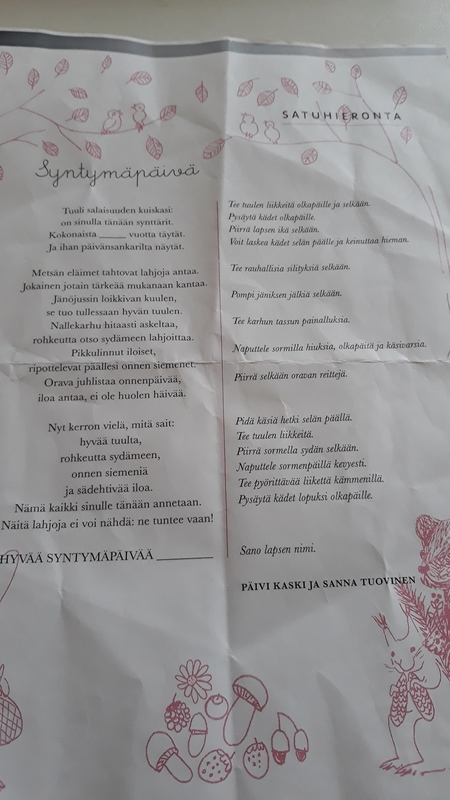 SATUHIERONTA
Syntymäpäivä
Tuuli salaisuuden kuiskasi:
on sinulla tänään synttärit.
Kokonaista ______ vuotta täytät.
Ja ihan päivänsankarilta näytät.
Metsän eläimet tahtovat lahjoja antaa.
Jokainen jotain tärkeää mukanaan kantaa.
Jänöjussin loikkivan kuulen,
se tuo tullessaan hyvän tuulen.
Nallekarhu hitaasti askeltaa,
rohkeutta otso sydämeen lahjoittaa.
Pikkulinnut iloiset,
ripottelevat päällesi onnen siemenet.
Orava juhlistaa onnenpäivää,
iloa antaa, ei ole huolen häivää.
Nyt kerron vielä, mitä sait:
hyvää tuulta,
rohkeutta sydämeen,
onnen siemeniä
ja sädehtivää iloa.
Nämä kaikki sinulle tänään annetaan.
Näitä lahjoja ei voi nähdä: ne tuntee vaan!
HYVÄÄ SYNTYMÄPÄIVÄÄ ________
Tee tuulen liikkeitä olkapäille ja selkään.
Pysäytä kädet olkapäille.
Piirrä lapsen ikä selkään.
Voit laskea kädet selän päälle ja keinuttaa hieman.
Tee rauhallisia silityksiä selkään.
Pompi jäniksen jälkiä selkään.
Tee karhun tassun painalluksia.
Naputtele sormilla hiuksia, olkapäitä ja käsivarsia.
Piirrä selkään oravan reittejä.
Pidä käsiä hetki selän päällä.
Tee tuulen liikkeitä.
Piirrä sormella sydän selkään.
Naputtele sormenpäillä kevyesti.
Tee pyörittävää liikettä kämmenillä.
Pysäytä kädet lopuksi olkapäille.
Sano lapsen nimi.
PÄIVI KASKI JA SANNA TUOVINEN